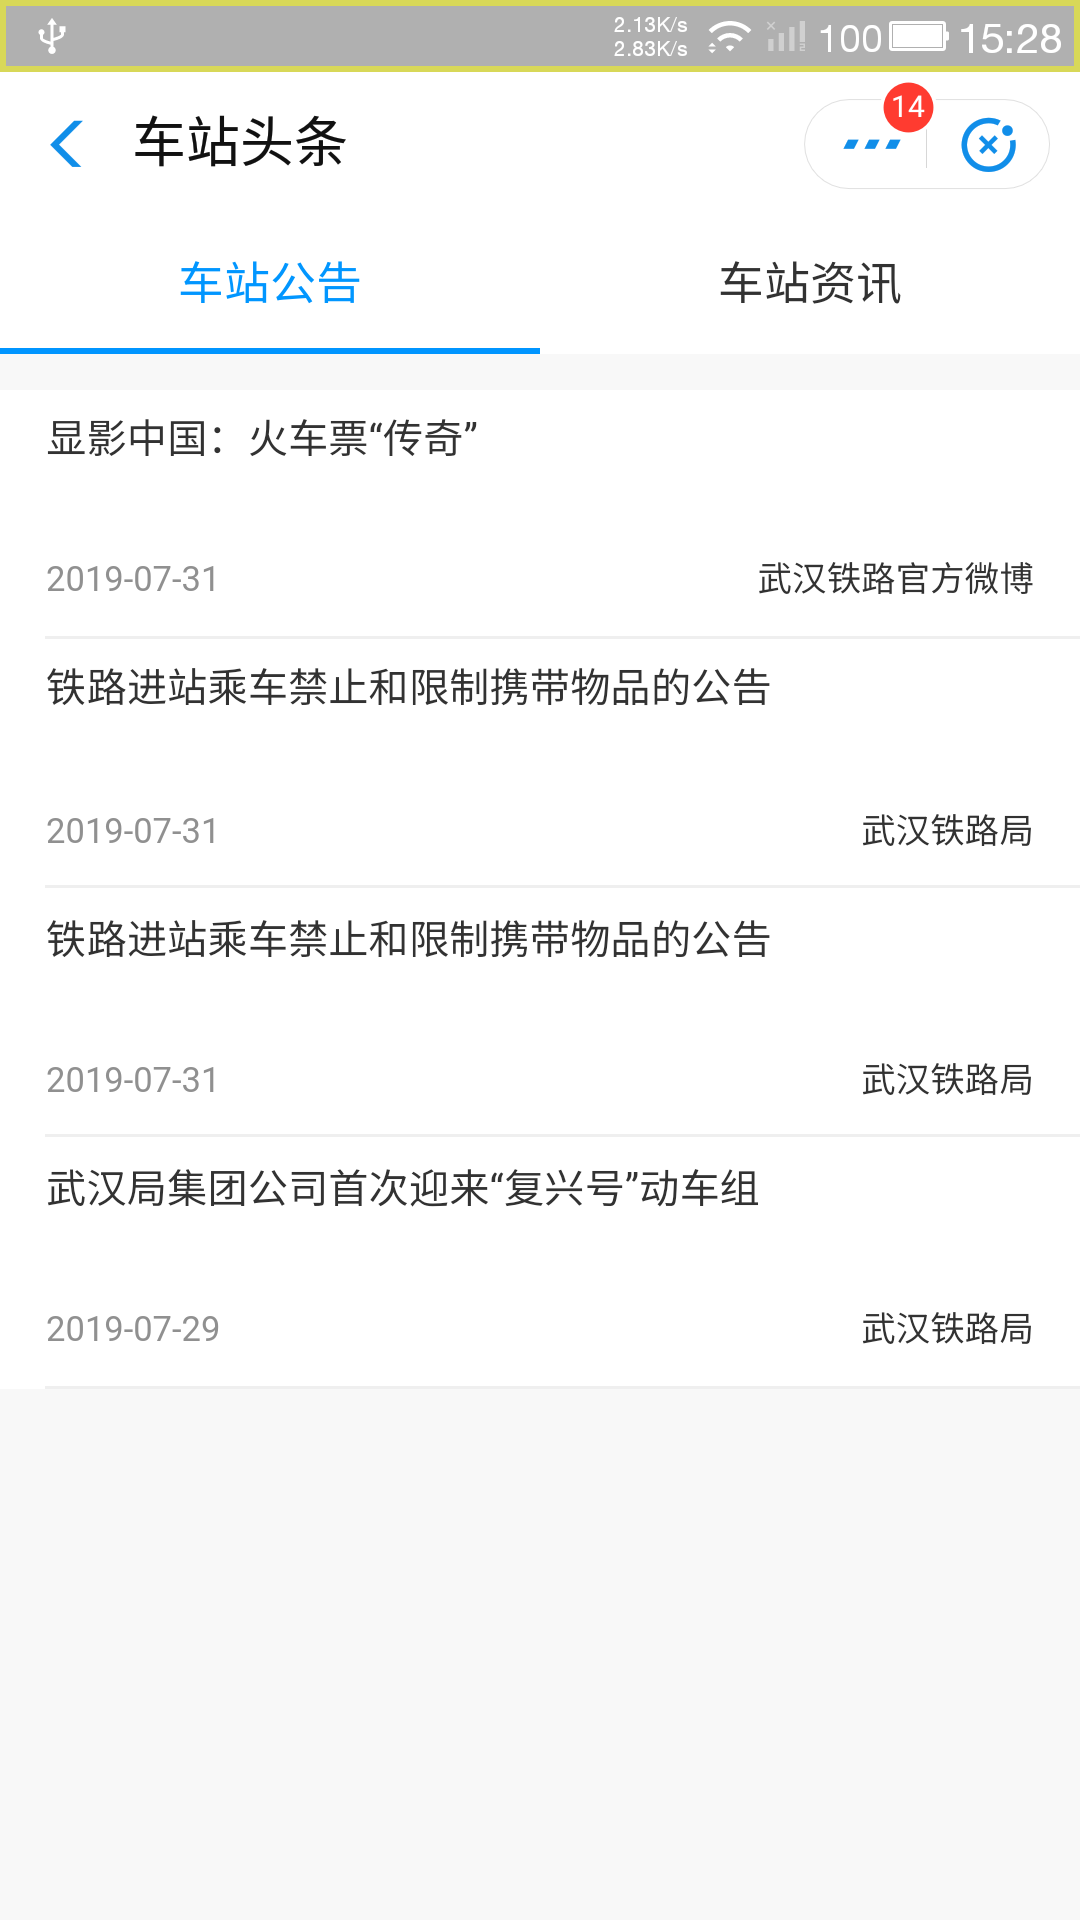 2.13K/s
2.83K/s
100
15:28
车站头条
14
车站公告
车站资讯
显影中国：火车票“传奇”
2019-07-31
武汉铁路官方微博
铁路进站乘车禁止和限制携带物品的公告
2019-07-31
武汉铁路局
铁路进站乘车禁止和限制携带物品的公告
2019-07-31
武汉铁路局
武汉局集团公司首次迎来“复兴号”动车组
2019-07-29
武汉铁路局